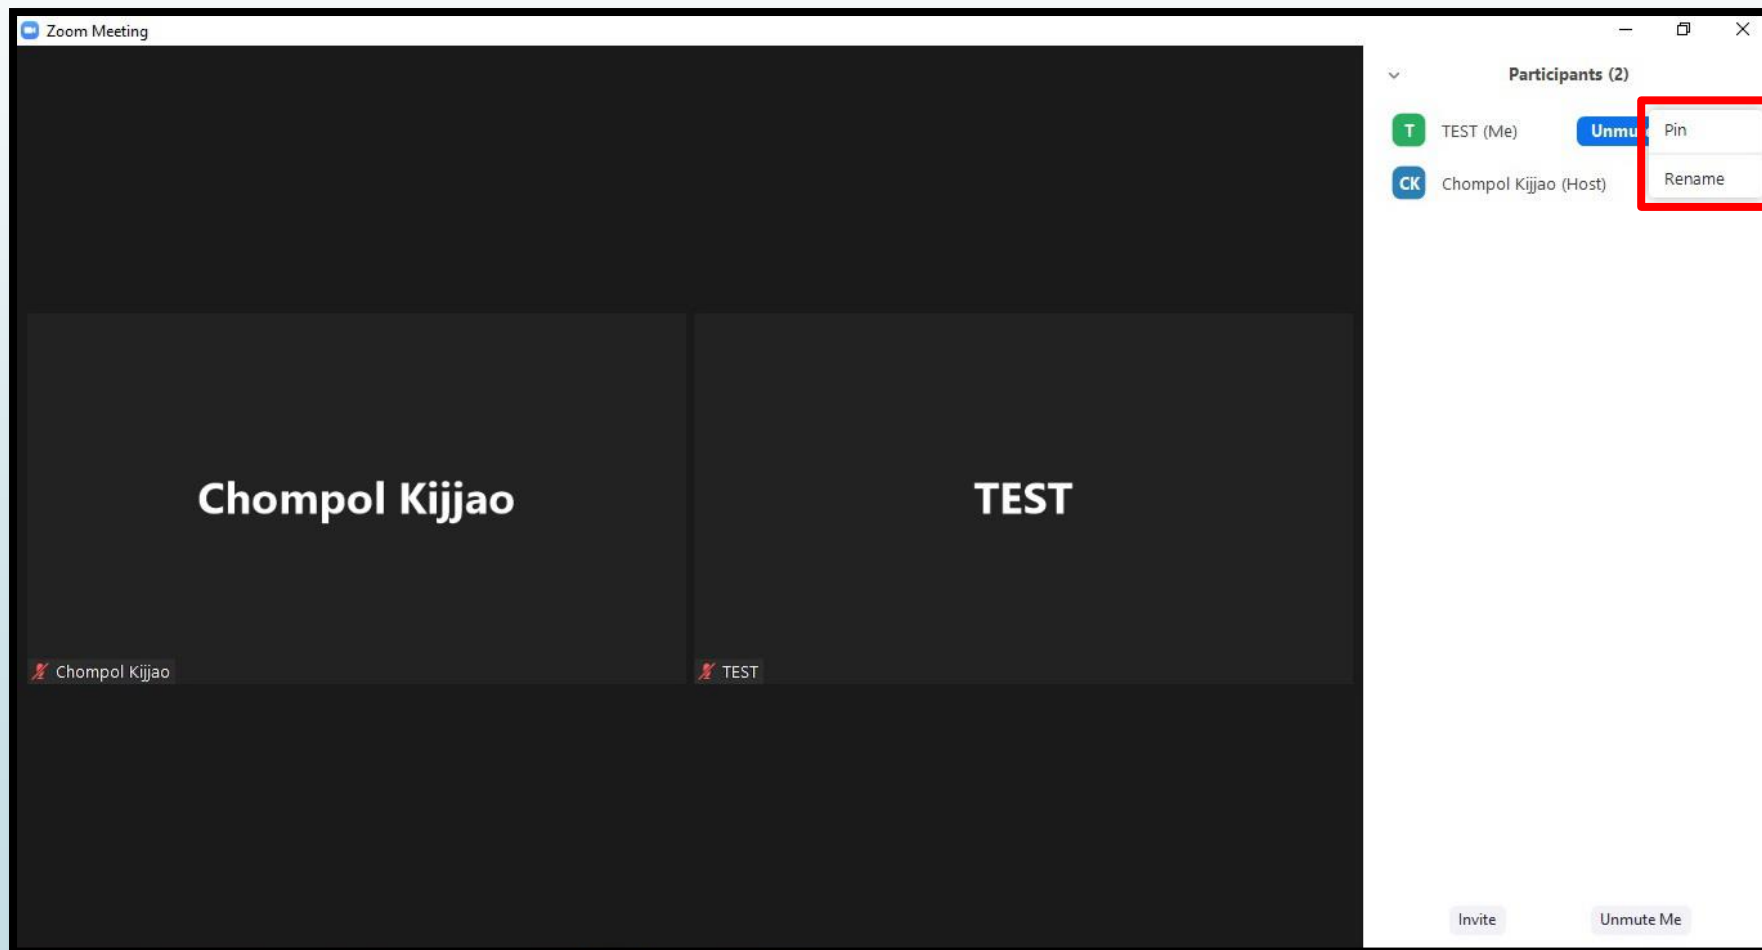 Zoom Meeting
Participants (2)
T TEST (Me) Unmu Pin
CK Chompol Kijjao (Host) Rename
Chompol Kijjao
TEST
Chompol Kijjao
TEST
Invite Unmute Me